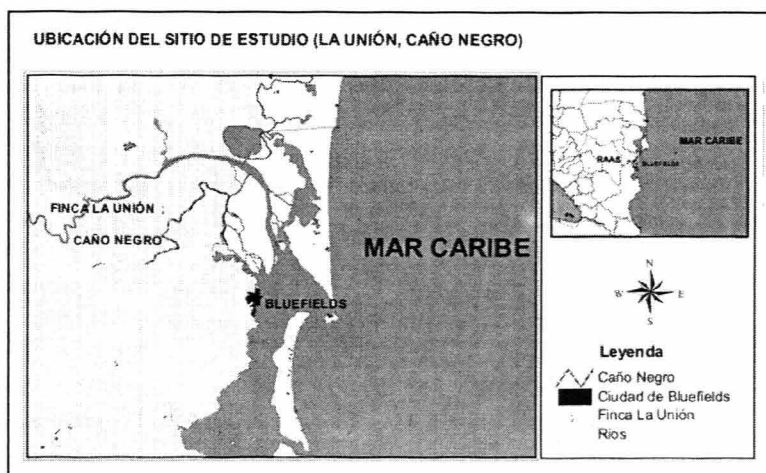 UBICACIÓN DEL SITIO DE ESTUDIO (LA UNIÓN, CAÑO NEGRO)
FINCA LA UNIÓN
CAÑO NEGRO
MAR CARIBE
BLUEFIELDS
MAR CARIBE
RAAS
BLUEFIELDS
N
W
E
S
Leyenda
Caño Negro
Ciudad de Bluefields
Finca La Unión
Rios